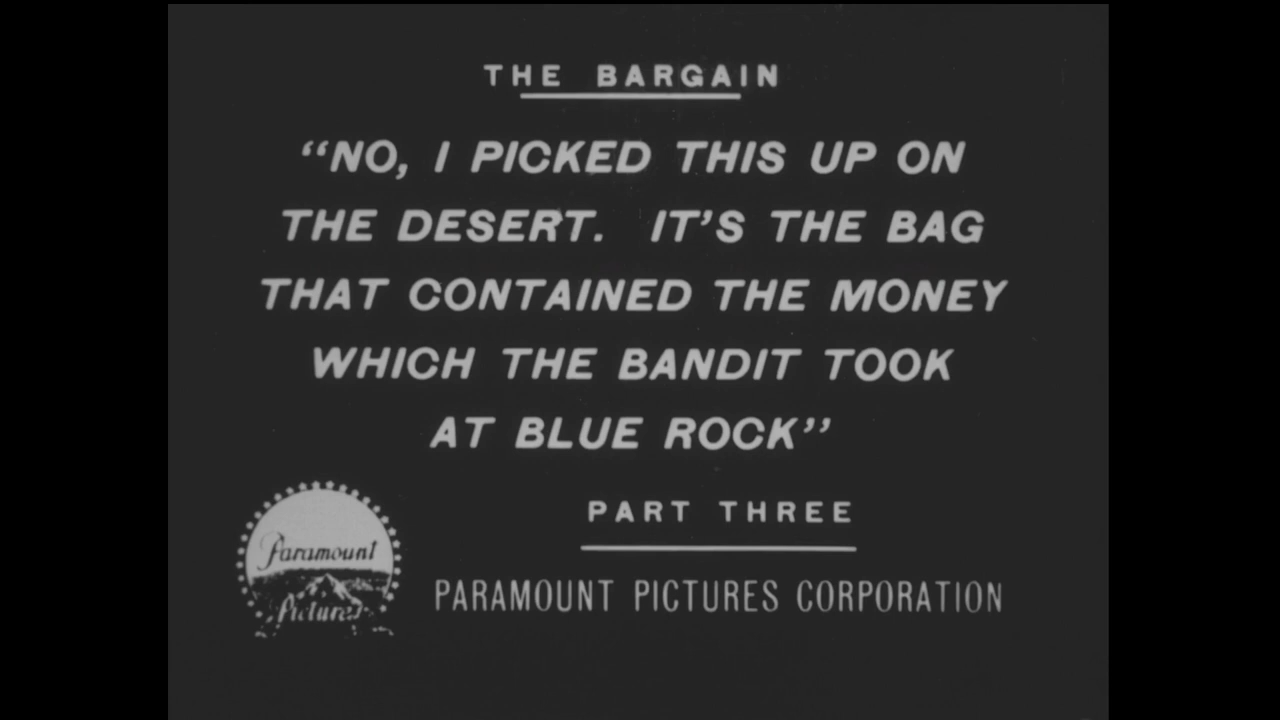 THE BARGAIN
“NO, I PICKED THIS UP ON
THE DESERT. IT’S THE BAG
THAT CONTAINED THE MONEY
WHICH THE BANDIT TOOK
AT BLUE ROCK”
PART THREE
Paramount
Pictures
PARAMOUNT PICTURES CORPORATION